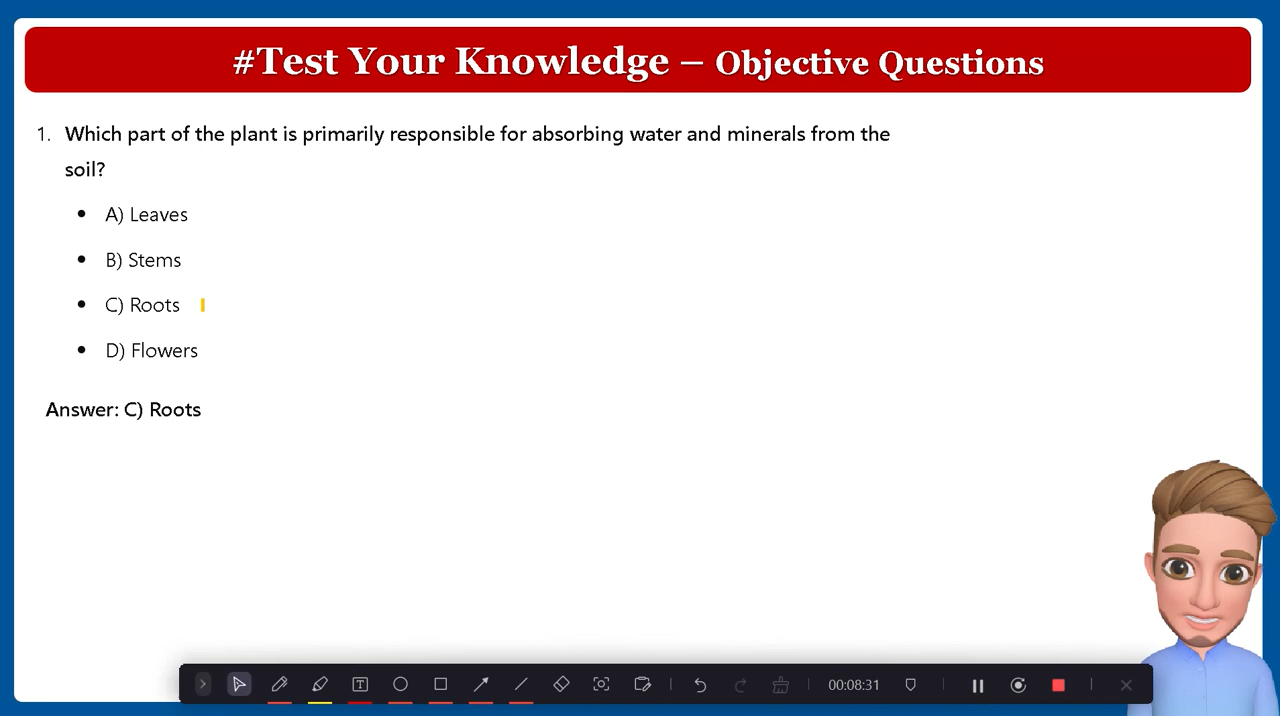 #Test Your Knowledge – Objective Questions
1. Which part of the plant is primarily responsible for absorbing water and minerals from the
soil?
• A) Leaves
• B) Stems
• C) Roots
• D) Flowers
Answer: C) Roots
00:08:31